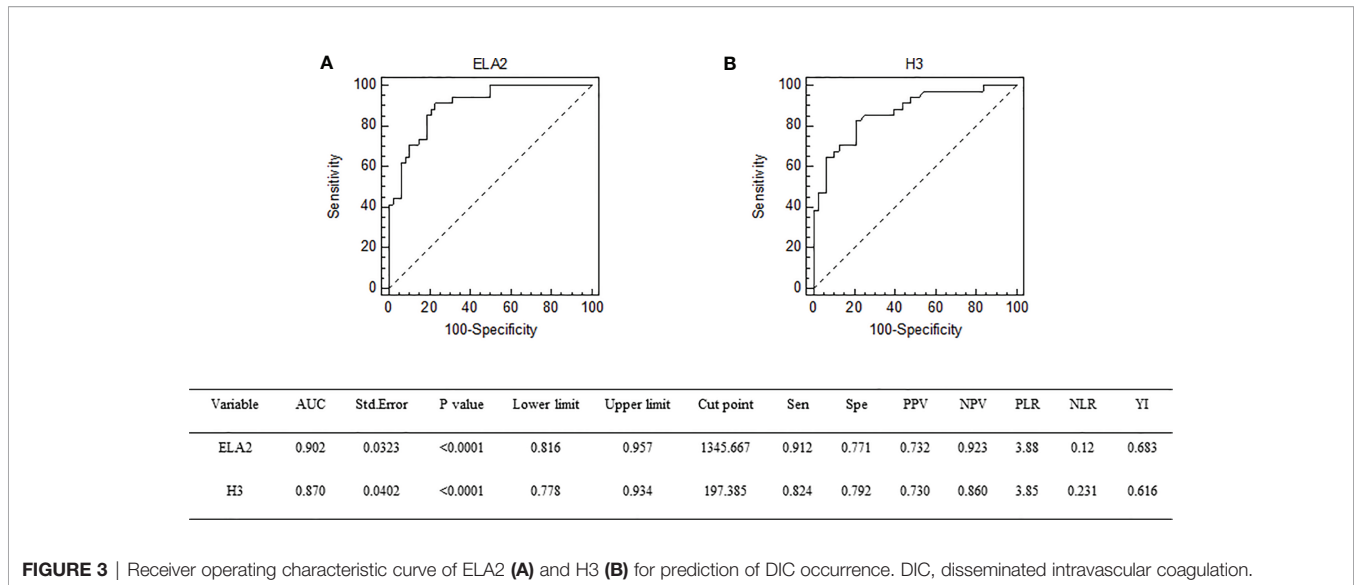 A
ELA2
100
80
60
40
20
0
Sensitivity
0 20 40 60 80 100
100-Specificity
B
H3
100
80
60
40
20
0
Sensitivity
0 20 40 60 80 100
100-Specificity
Variable AUC Std.Error P value Lower limit Upper limit Cut point Sen Spe PPV NPV PLR NLR YI
ELA2 0.902 0.0323 <0.0001 0.816 0.957 1345.667 0.912 0.771 0.732 0.923 3.88 0.12 0.683
H3 0.870 0.0402 <0.0001 0.778 0.934 197.385 0.824 0.792 0.730 0.860 3.85 0.231 0.616
FIGURE 3 | Receiver operating characteristic curve of ELA2 (A) and H3 (B) for prediction of DIC occurrence. DIC, disseminated intravascular coagulation.